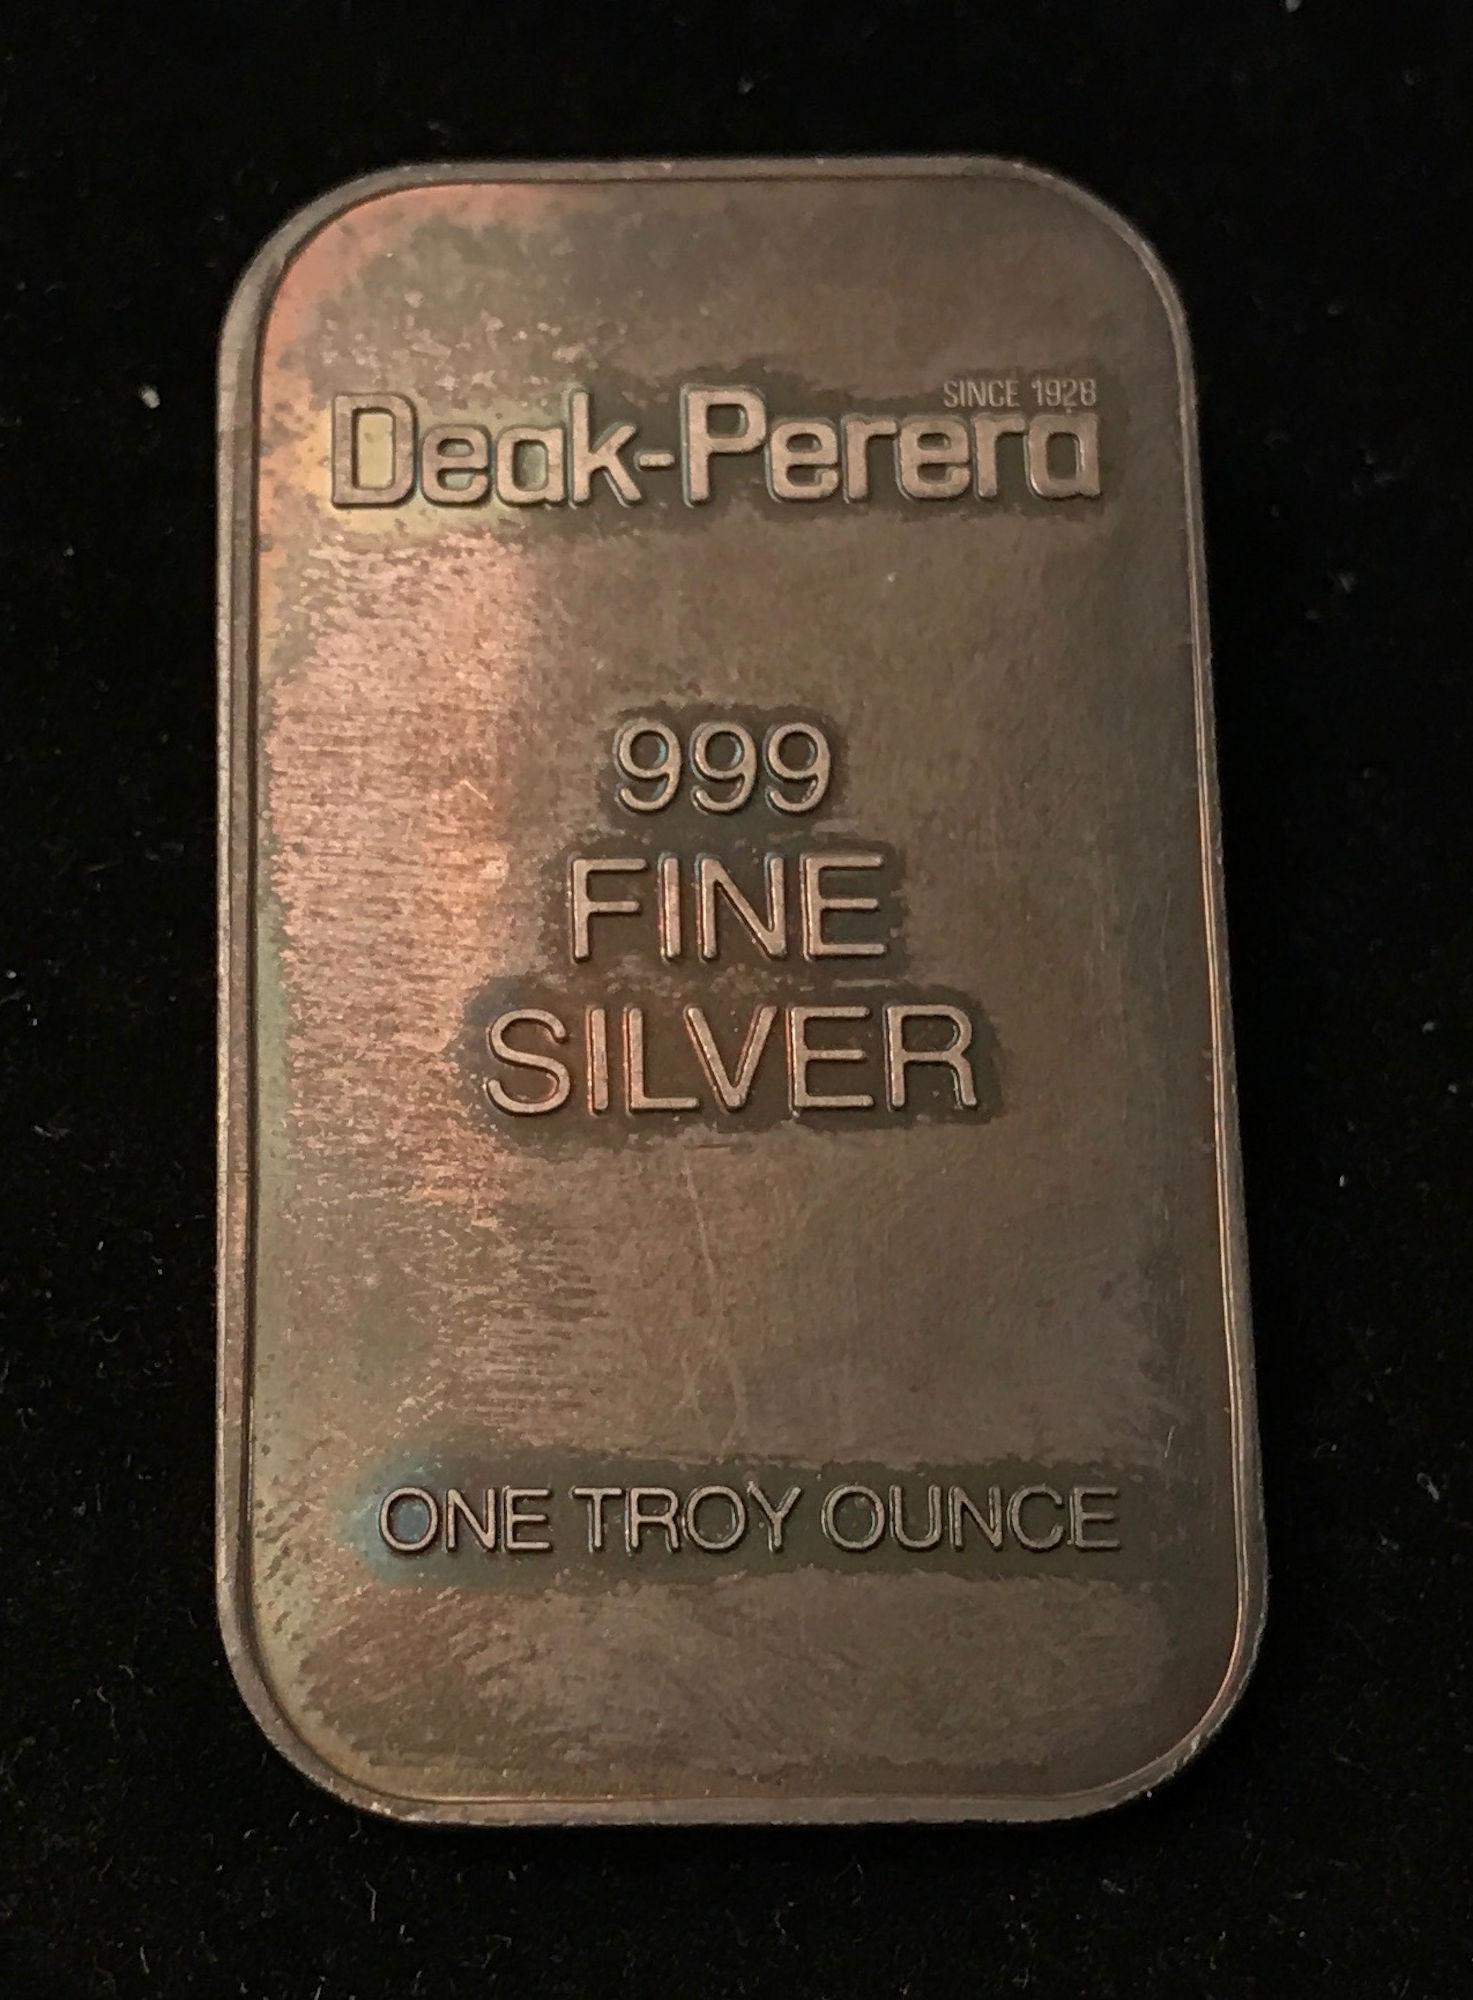 SINCE 1928
Deak-Perera
999
FINE
SILVER
ONE TROY OUNCE